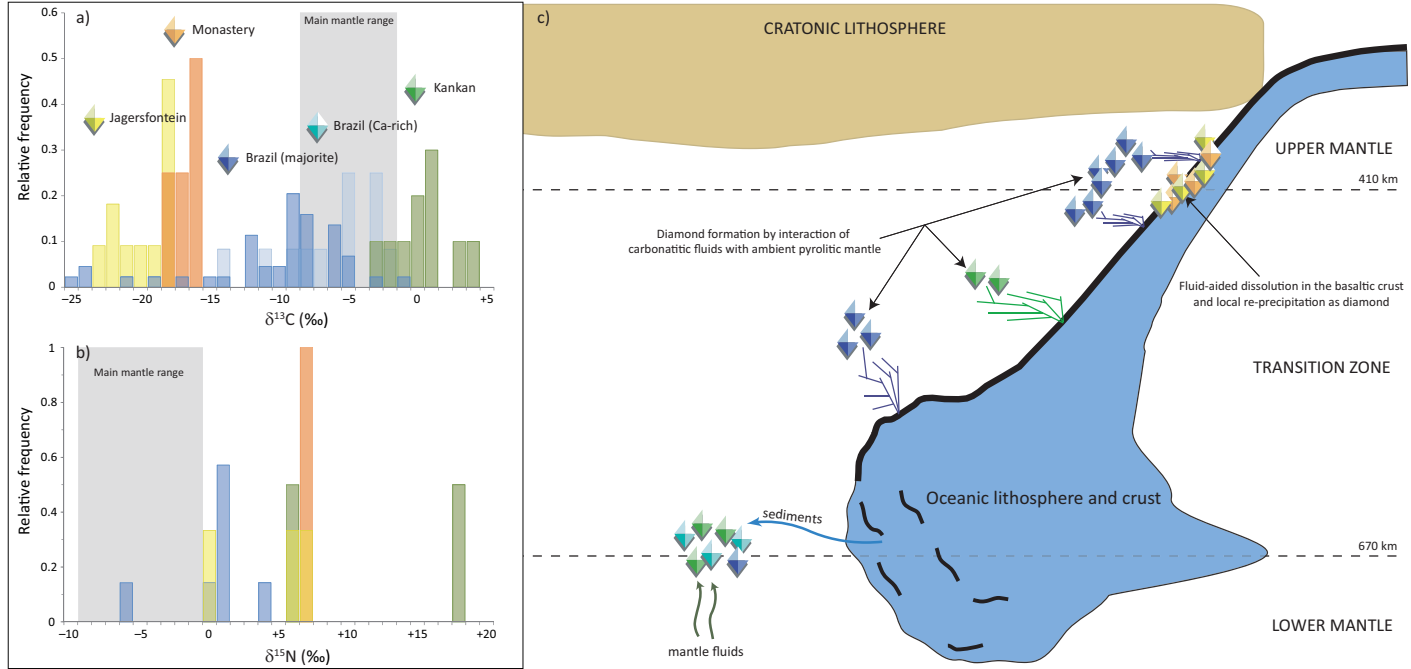 a)
Relative frequency
0.6
0.5
0.4
0.3
0.2
0.1
0
Main mantle range
Monastery
Kankan
Jagersfontein
Brazil (Ca-rich)
Brazil (majorite)
−25
−20
−15
−10
−5
0
+5
δ¹³C (‰)
b)
Relative frequency
1
0.8
0.6
0.4
0.2
0
Main mantle range
−10
−5
0
+5
+10
+15
+20
δ¹⁵N (‰)
c)
CRATONIC LITHOSPHERE
UPPER MANTLE
410 km
Diamond formation by interaction of
carbonatitic fluids with ambient pyrolitic mantle
Fluid-aided dissolution in the basaltic crust
and local re-precipitation as diamond
TRANSITION ZONE
Oceanic lithosphere and crust
sediments
670 km
LOWER MANTLE
mantle fluids